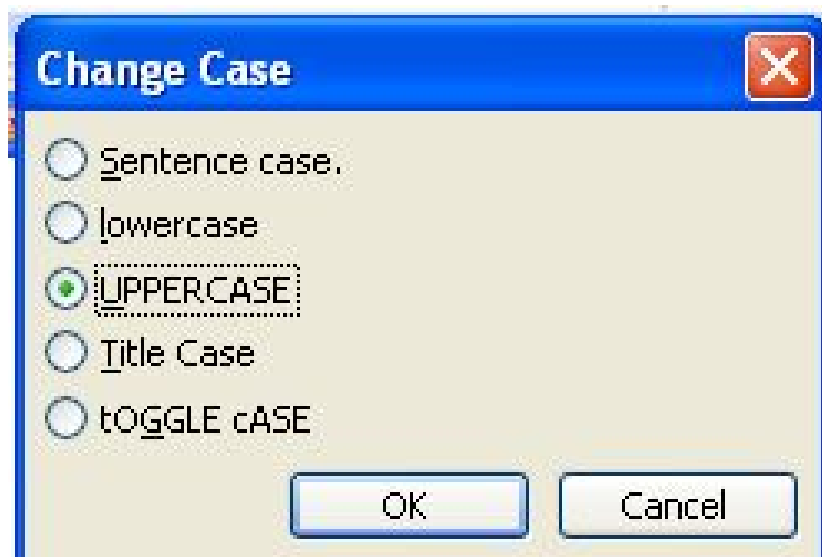 Change Case
Sentence case.
lowercase
UPPERCASE
Title Case
tOGGLE cASE
OK Cancel